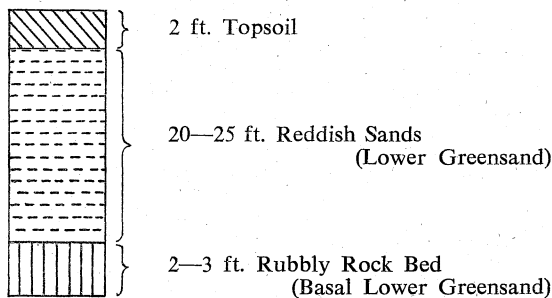 2 ft. Topsoil
20—25 ft. Reddish Sands
(Lower Greensand)
2—3 ft. Rubbly Rock Bed
(Basal Lower Greensand)